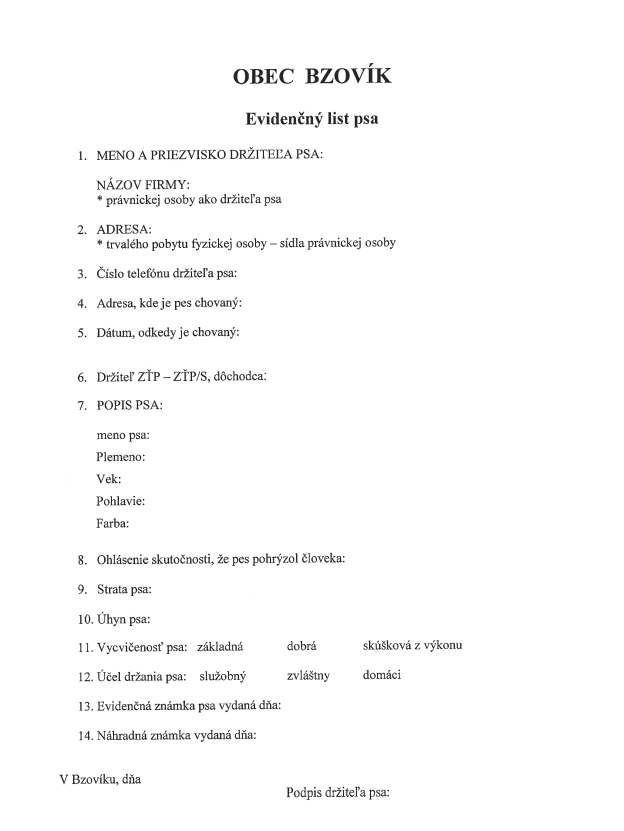 OBEC BZOVÍK
Evidenčný list psa
1. MENO A PRIEZVISKO DRŽITEĽA PSA:
NÁZOV FIRMY:
* právnickej osoby ako držiteľa psa
2. ADRESA:
* trvalého pobytu fyzickej osoby – sídla právnickej osoby
3. Číslo telefónu držiteľa psa:
4. Adresa, kde je pes chovaný:
5. Dátum, odkedy je chovaný:
6. Držiteľ ZŤP – ZŤP/S, dôchodca:
7. POPIS PSA:
meno psa:
Plemeno:
Vek:
Pohlavie:
Farba:
8. Ohlásenie skutočnosti, že pes pohrýzol človeka:
9. Strata psa:
10. Úhyn psa:
11. Vycvičenosť psa: základná dobrá skúšková z výkonu
12. Účel držania psa: služobný zvláštny domáci
13. Evidenčná známka psa vydaná dňa:
14. Náhradná známka vydaná dňa:
V Bzovíku, dňa
Podpis držiteľa psa: